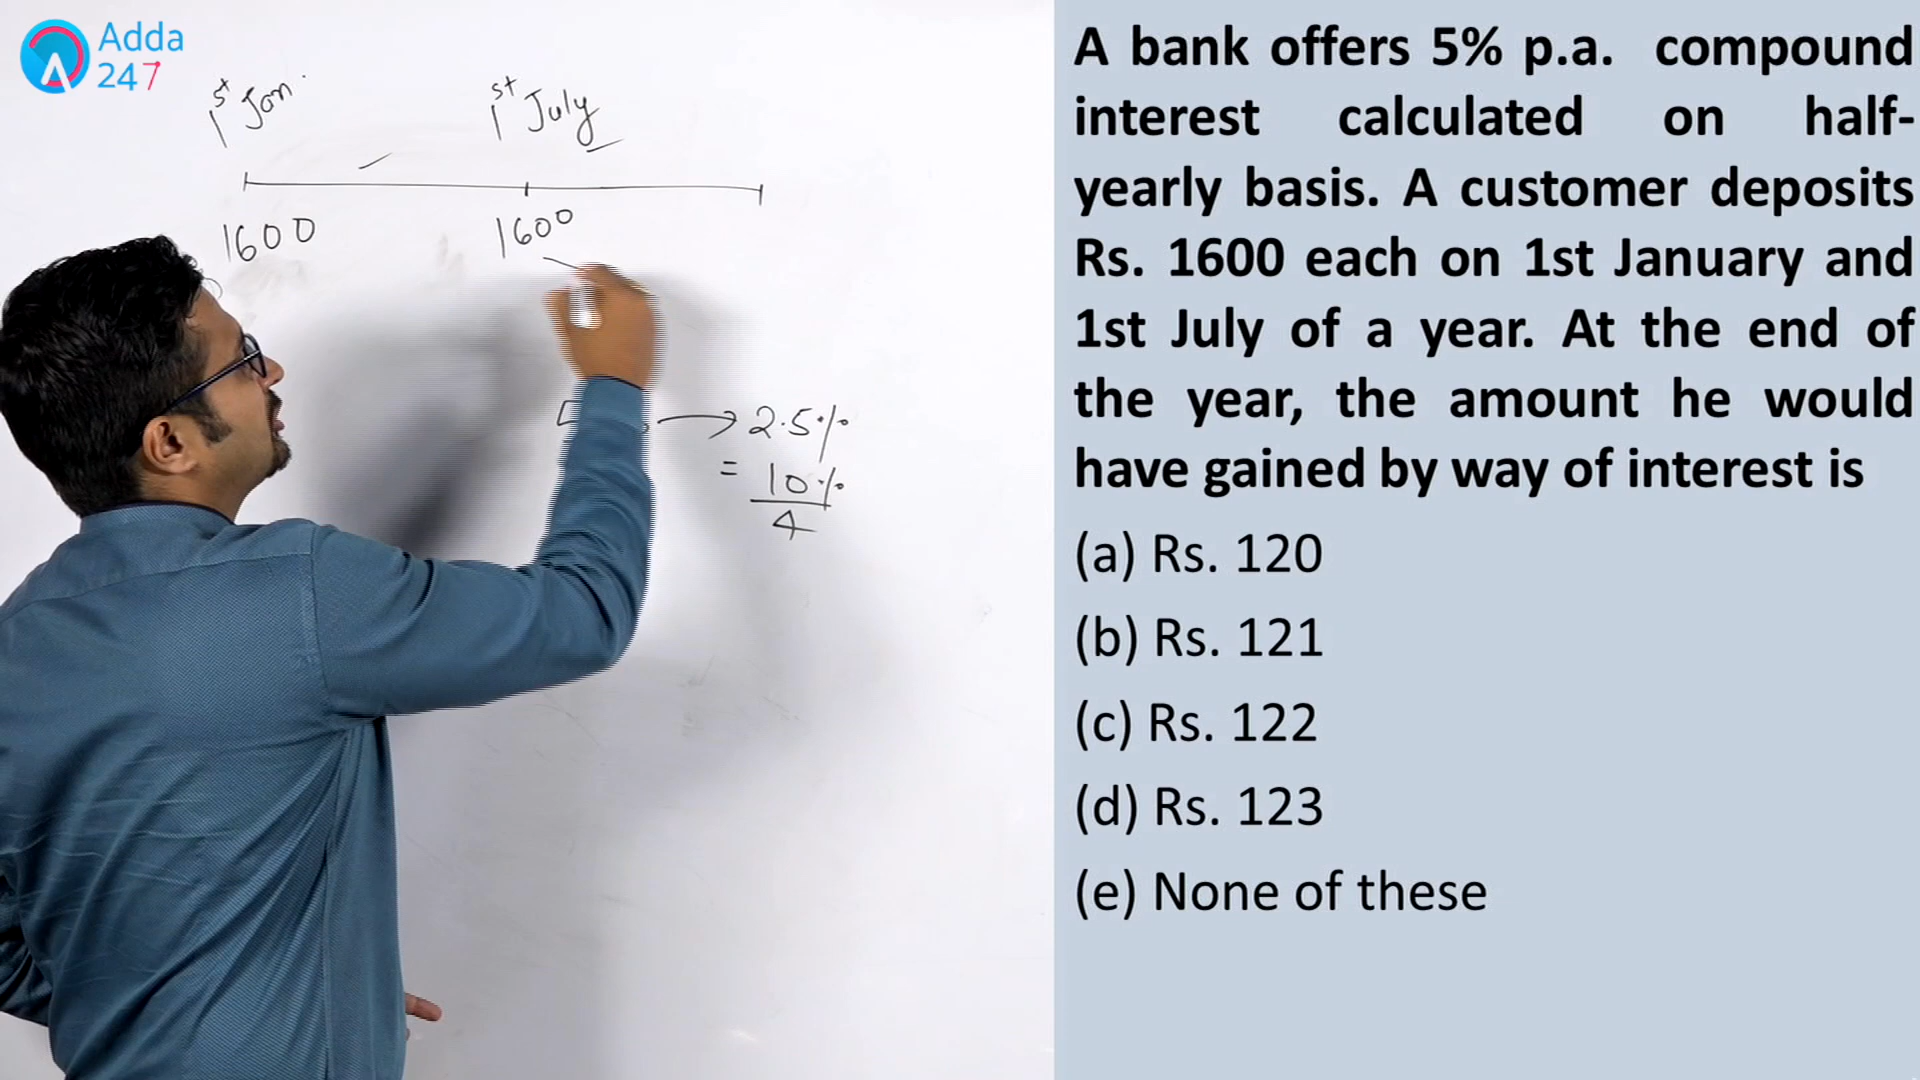 Adda
247
1st Jan.
1st July
1600
1600
2.5%
= 10%
4
A bank offers 5% p.a. compound
interest calculated on half-
yearly basis. A customer deposits
Rs. 1600 each on 1st January and
1st July of a year. At the end of
the year, the amount he would
have gained by way of interest is
(a) Rs. 120
(b) Rs. 121
(c) Rs. 122
(d) Rs. 123
(e) None of these